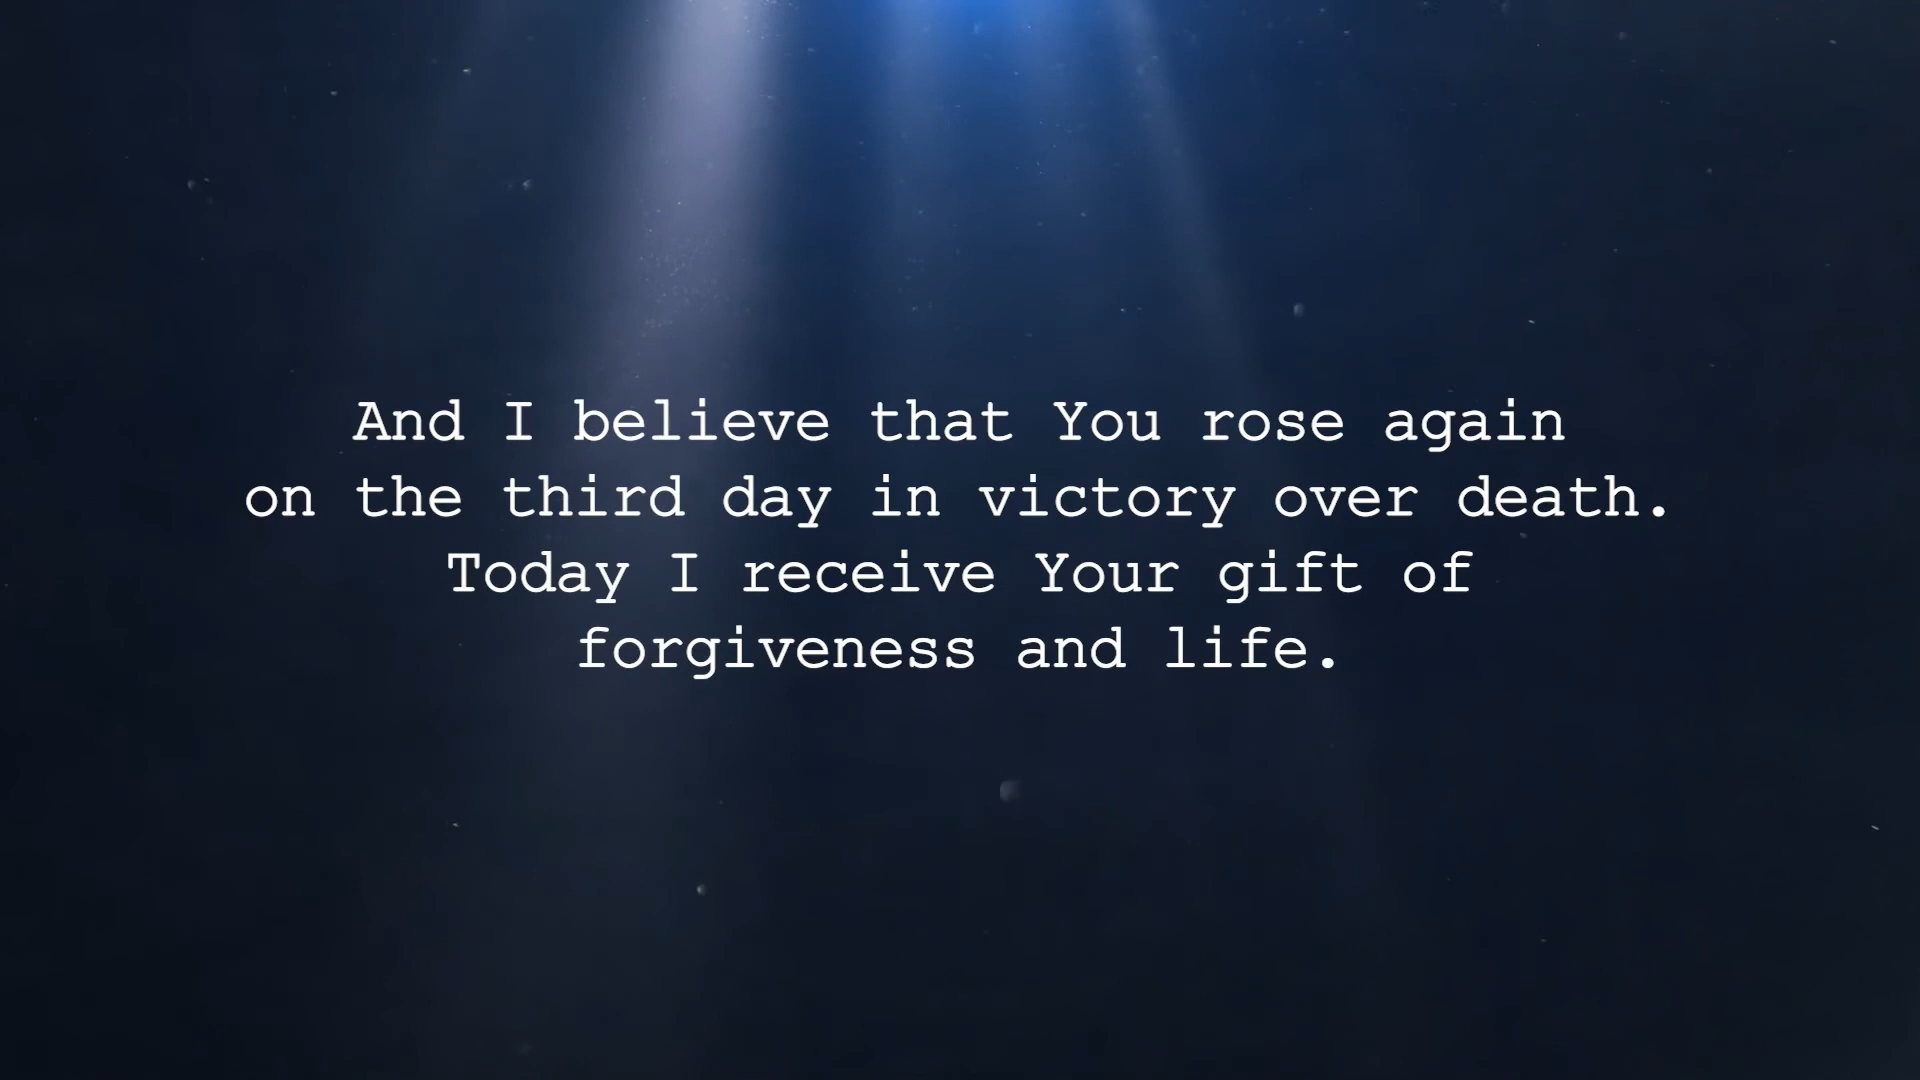 And I believe that You rose again
on the third day in victory over death.
Today I receive Your gift of
forgiveness and life.